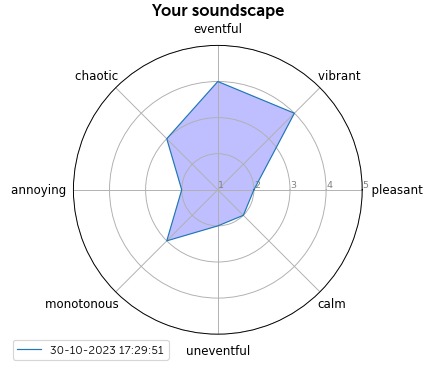 Your soundscape
eventful
chaotic
vibrant
annoying
1 2 3 4 5
pleasant
monotonous
calm
uneventful
30-10-2023 17:29:51